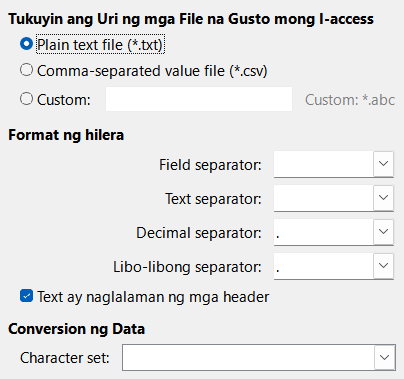 Tukuyin ang Uri ng mga File na Gusto mong I-access
Plain text file (*.txt)
Comma-separated value file (*.csv)
Custom: Custom: *.abc
Format ng hilera
Field separator:
Text separator:
Decimal separator: .
Libo-libong separator: .
Text ay naglalaman ng mga header
Conversion ng Data
Character set: